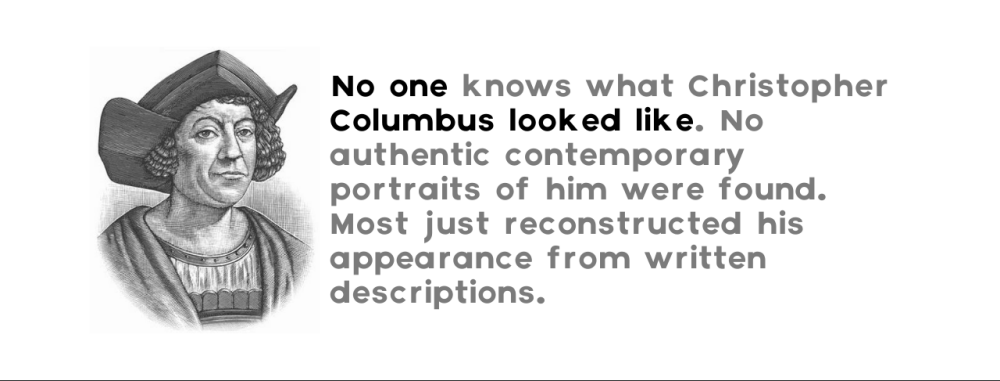 No one knows what Christopher
Columbus looked like. No
authentic contemporary
portraits of him were found.
Most just reconstructed his
appearance from written
descriptions.